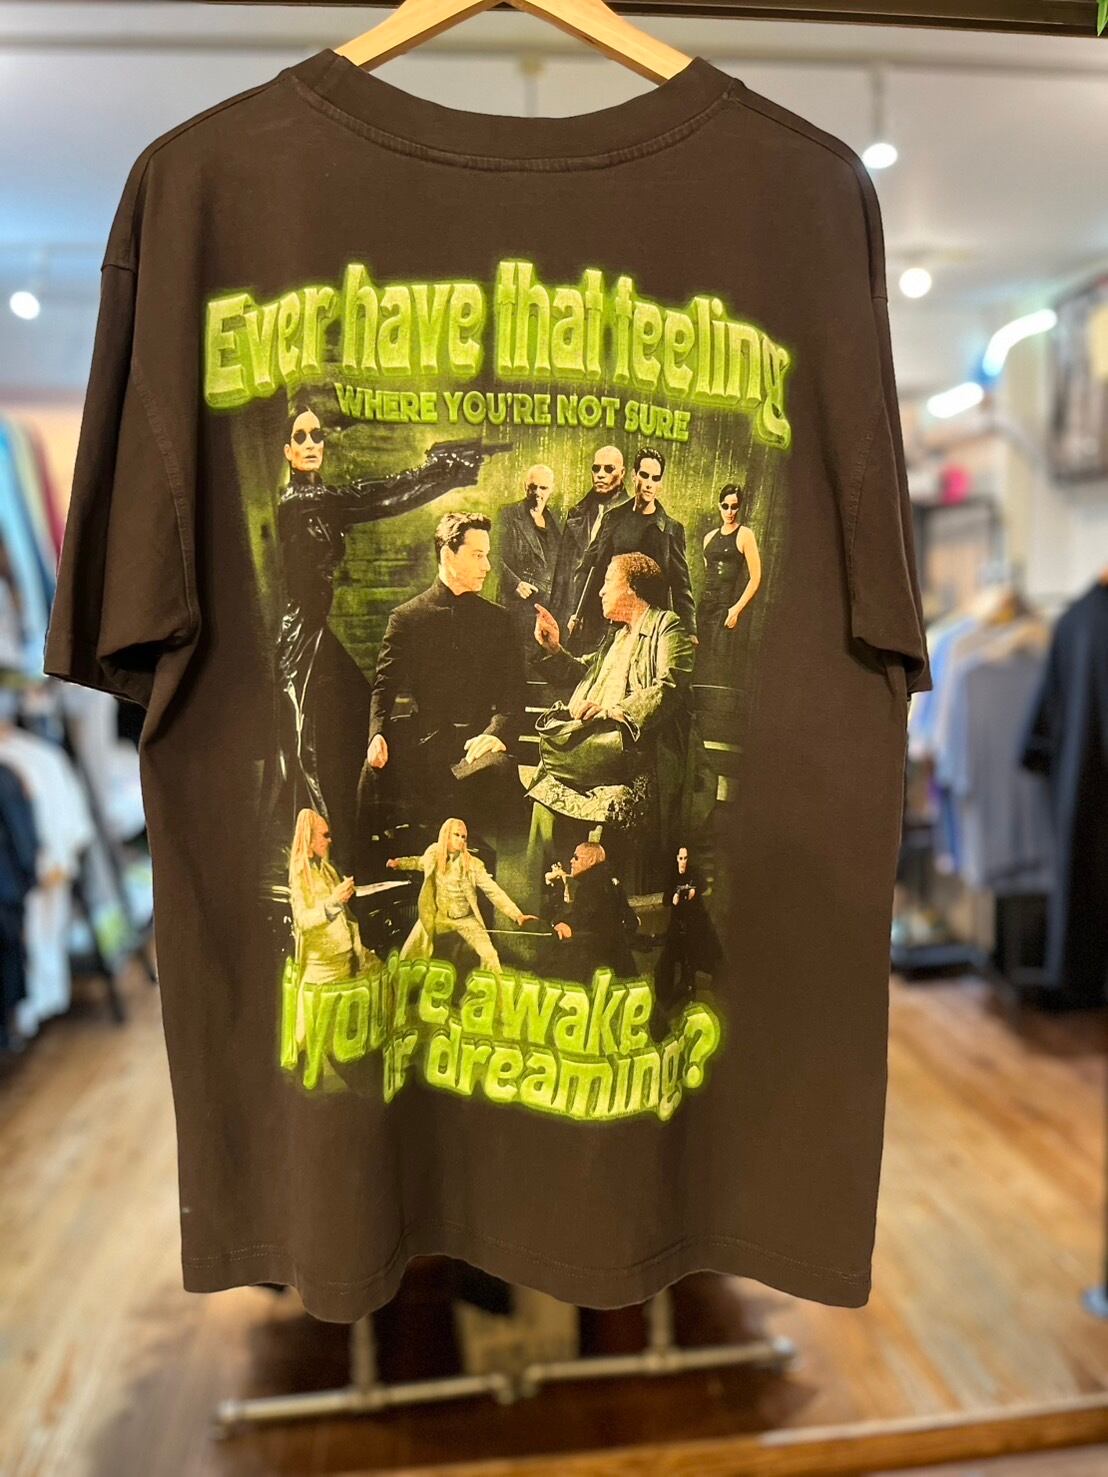 Ever have that feeling
WHERE YOU'RE NOT SURE
if you're awake
or dreaming?